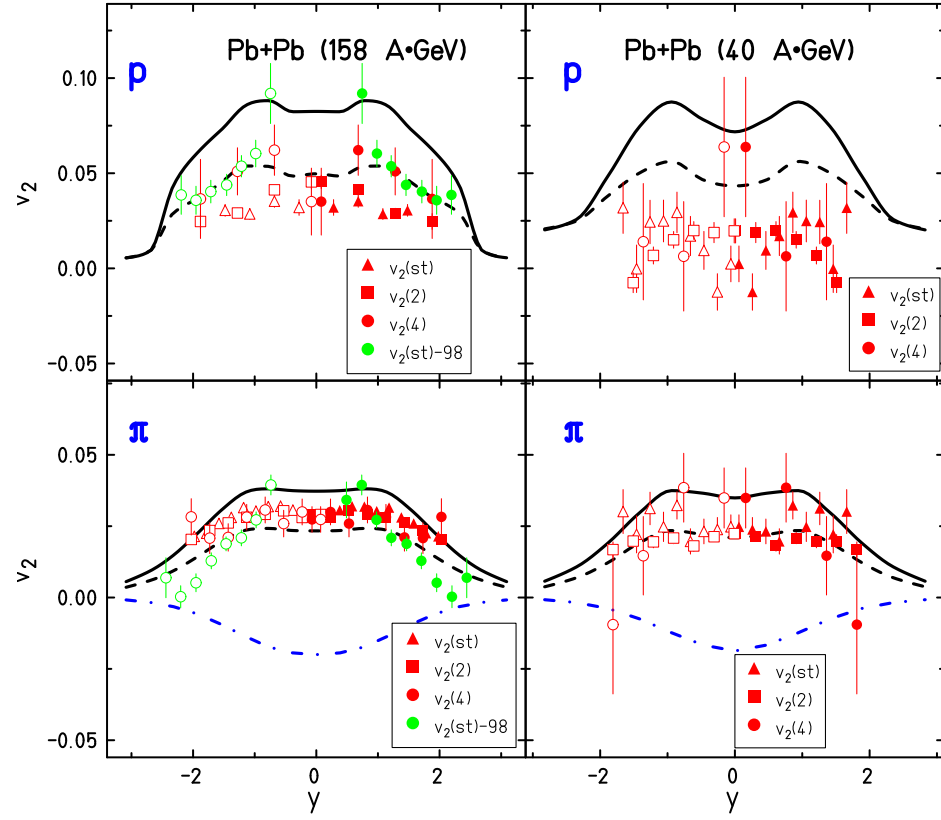 Pb+Pb (158 A•GeV)
Pb+Pb (40 A•GeV)
p
p
0.10
0.05
0.00
−0.05
v₂
v₂(st)
v₂(2)
v₂(4)
v₂(st)−98
v₂(st)
v₂(2)
v₂(4)
π
π
0.05
0.00
−0.05
v₂
v₂(st)
v₂(2)
v₂(4)
v₂(st)−98
v₂(st)
v₂(2)
v₂(4)
−2 0 2
−2 0 2
y
y